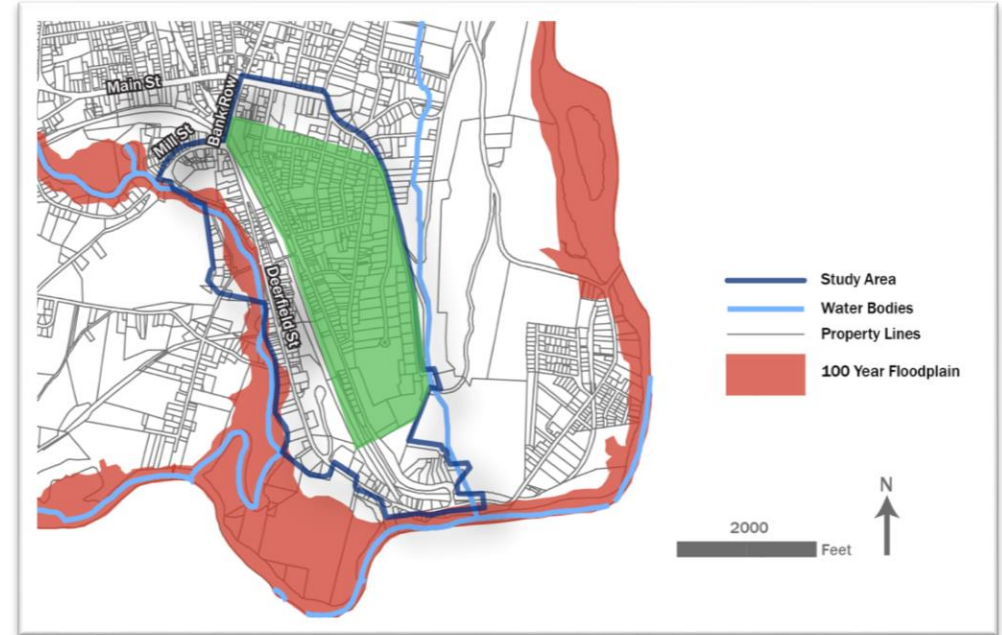 Main St
Bank Row
Mill St
Deerfield St
Study Area
Water Bodies
Property Lines
100 Year Floodplain
N
2000
Feet